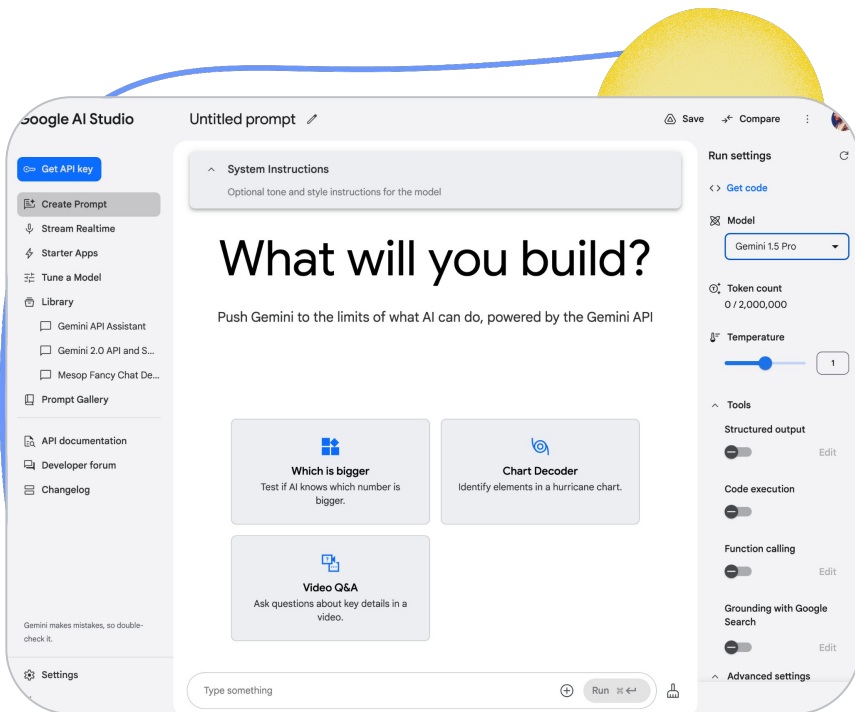 Google AI Studio
Untitled prompt
Save
Compare
Get API key
Create Prompt
Stream Realtime
Starter Apps
Tune a Model
Library
Gemini API Assistant
Gemini 2.0 API and S...
Mesop Fancy Chat De...
Prompt Gallery
API documentation
Developer forum
Changelog
Gemini makes mistakes, so double-
check it.
Settings
System Instructions
Optional tone and style instructions for the model
What will you build?
Push Gemini to the limits of what AI can do, powered by the Gemini API
Which is bigger
Test if AI knows which number is
bigger.
Chart Decoder
Identify elements in a hurricane chart.
Video Q&A
Ask questions about key details in a
video.
Type something
Run ⌘↵
Run settings
<> Get code
Model
Gemini 1.5 Pro
Token count
0 / 2,000,000
Temperature
1
Tools
Structured output
Edit
Code execution
Function calling
Edit
Grounding with Google
Search
Edit
Advanced settings